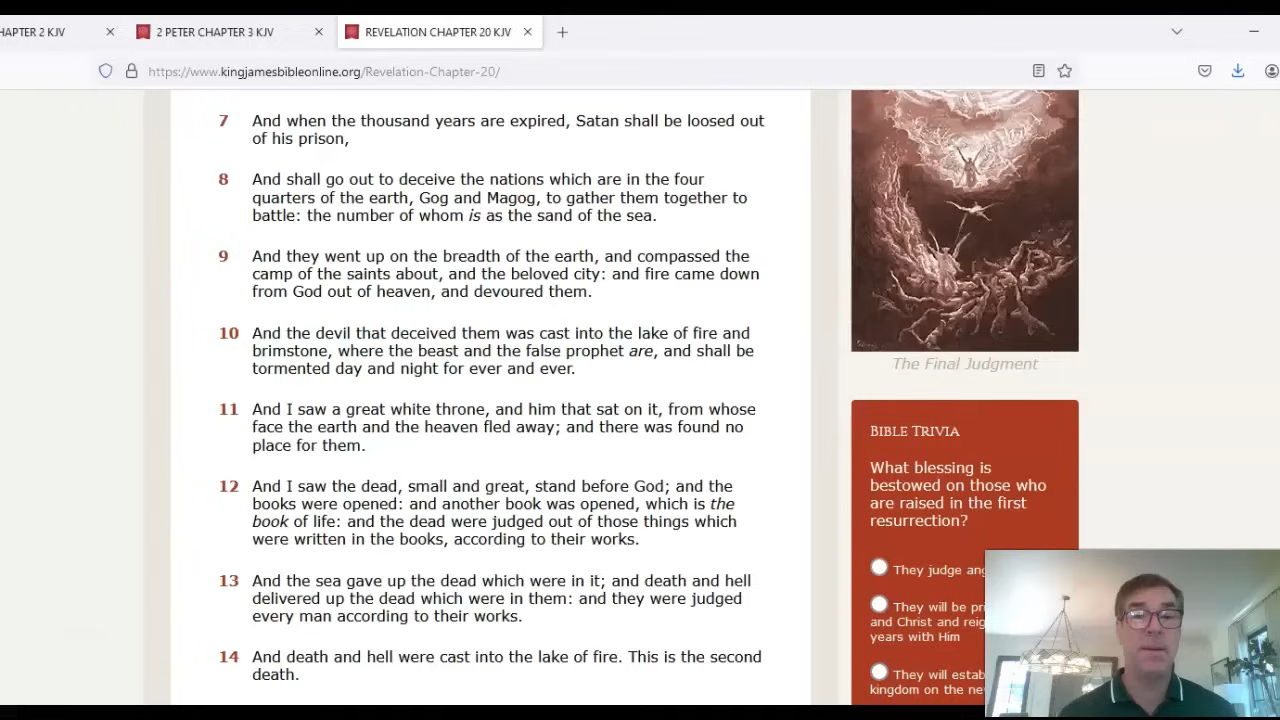 HAPTER 2 KJV
2 PETER CHAPTER 3 KJV
REVELATION CHAPTER 20 KJV
https://www.kingjamesbibleonline.org/Revelation-Chapter-20/
7 And when the thousand years are expired, Satan shall be loosed out
of his prison,
8 And shall go out to deceive the nations which are in the four
quarters of the earth, Gog and Magog, to gather them together to
battle: the number of whom is as the sand of the sea.
9 And they went up on the breadth of the earth, and compassed the
camp of the saints about, and the beloved city: and fire came down
from God out of heaven, and devoured them.
10 And the devil that deceived them was cast into the lake of fire and
brimstone, where the beast and the false prophet are, and shall be
tormented day and night for ever and ever.
11 And I saw a great white throne, and him that sat on it, from whose
face the earth and the heaven fled away; and there was found no
place for them.
12 And I saw the dead, small and great, stand before God; and the
books were opened: and another book was opened, which is the
book of life: and the dead were judged out of those things which
were written in the books, according to their works.
13 And the sea gave up the dead which were in it; and death and hell
delivered up the dead which were in them: and they were judged
every man according to their works.
14 And death and hell were cast into the lake of fire. This is the second
death.
The Final Judgment
BIBLE TRIVIA
What blessing is
bestowed on those who
are raised in the first
resurrection?
They judge ang
They will be pri
and Christ and reig
years with Him
They will estab
kingdom on the ne